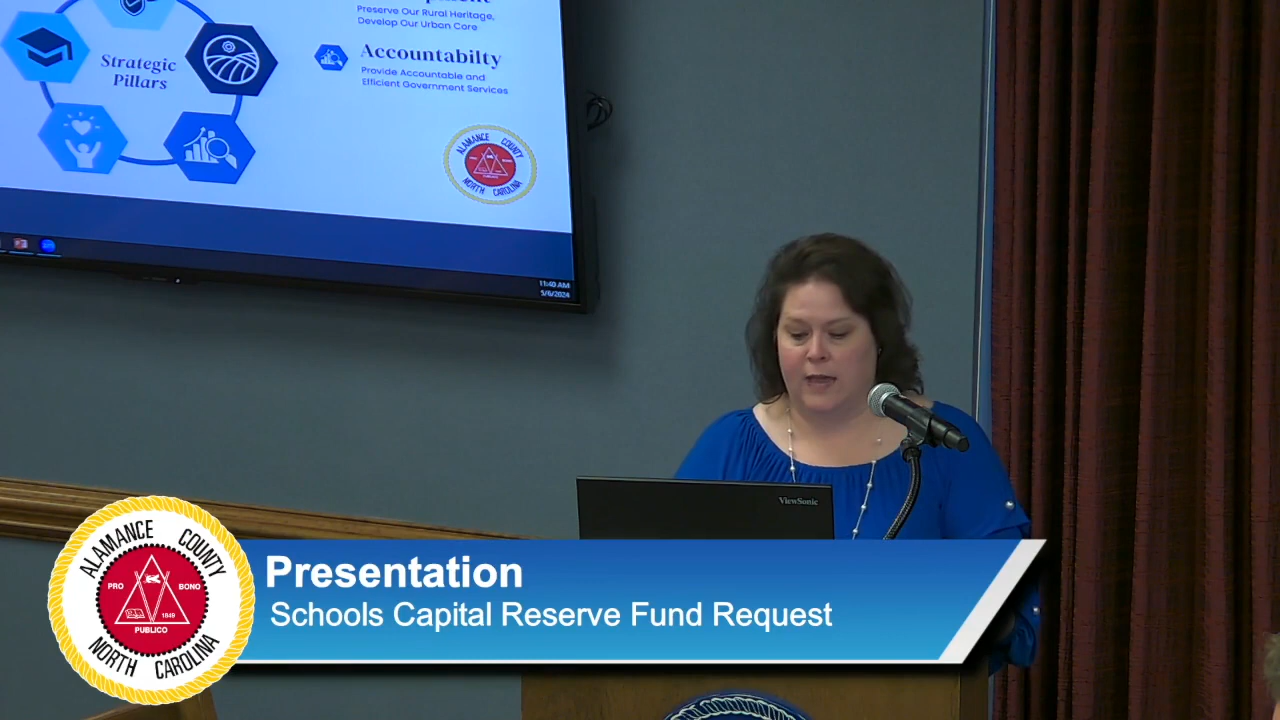 Preserve Our Rural Heritage,
Develop Our Urban Core
Accountabilty
Provide Accountable and
Efficient Government Services
Strategic
Pillars
ALAMANCE COUNTY
NORTH CAROLINA
11:40 AM
5/6/2024
ViewSonic
ALAMANCE COUNTY
PRO BONO
1849
PUBLICO
NORTH CAROLINA
Presentation
Schools Capital Reserve Fund Request